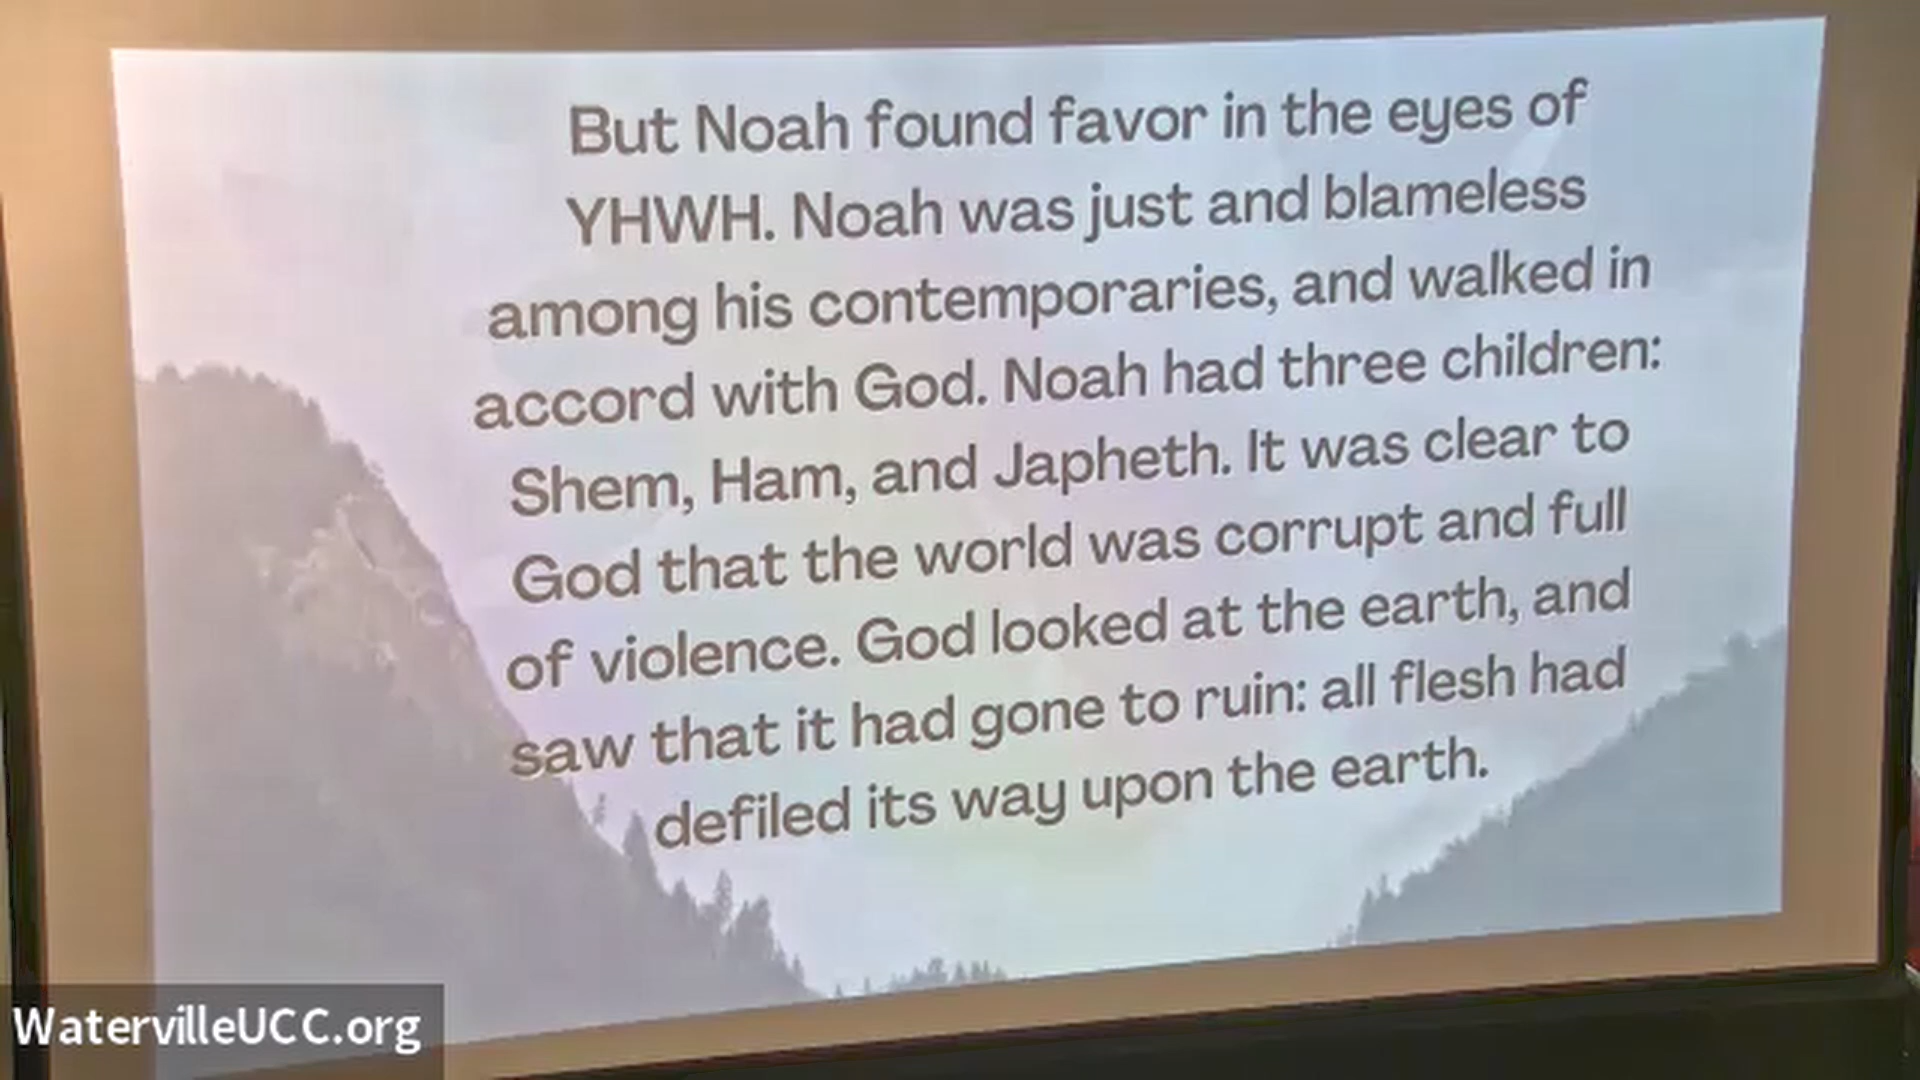 But Noah found favor in the eyes of
YHWH. Noah was just and blameless
among his contemporaries, and walked in
accord with God. Noah had three children:
Shem, Ham, and Japheth. It was clear to
God that the world was corrupt and full
of violence. God looked at the earth, and
saw that it had gone to ruin: all flesh had
defiled its way upon the earth.
WatervilleUCC.org